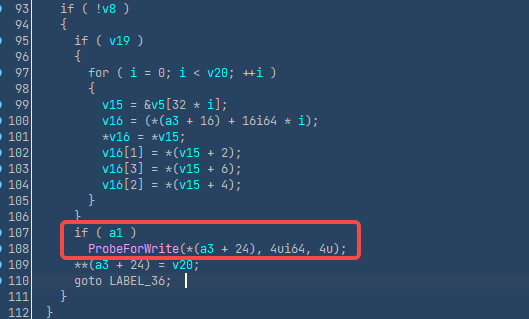 93 if ( !v8 )
94 {
95 if ( v19 )
96 {
97 for ( i = 0; i < v20; ++i )
98 {
99 v15 = &v5[32 * i];
100 v16 = (*(a3 + 16) + 16i64 * i);
101 *v16 = *v15;
102 v16[1] = *(v15 + 2);
103 v16[3] = *(v15 + 6);
104 v16[2] = *(v15 + 4);
105 }
106 }
107 if ( a1 )
108 ProbeForWrite(*(a3 + 24), 4ui64, 4u);
109 **(a3 + 24) = v20;
110 goto LABEL_36;
111 }
112 }